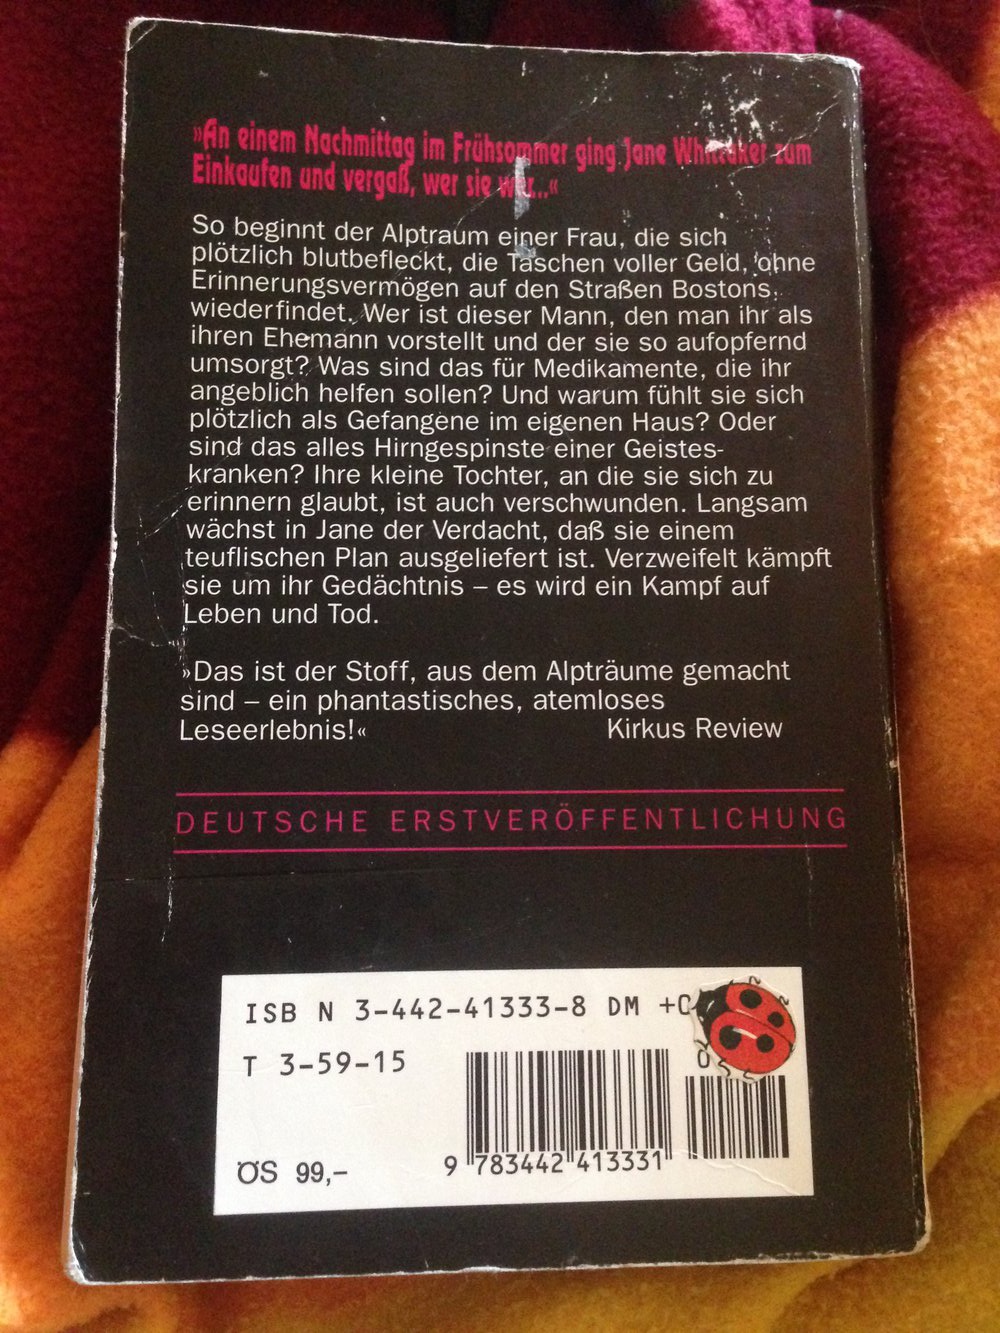 »An einem Nachmittag im Frühsommer ging Jane Whittaker zum
Einkaufen und vergaß, wer sie war...«
So beginnt der Alptraum einer Frau, die sich
plötzlich blutbefleckt, die Taschen voller Geld, ohne
Erinnerungsvermögen auf den Straßen Bostons
wiederfindet. Wer ist dieser Mann, den man ihr als
ihren Ehemann vorstellt und der sie so aufopfernd
umsorgt? Was sind das für Medikamente, die ihr
angeblich helfen sollen? Und warum fühlt sie sich
plötzlich als Gefangene im eigenen Haus? Oder
sind das alles Hirngespinste einer Geistes-
kranken? Ihre kleine Tochter, an die sie sich zu
erinnern glaubt, ist auch verschwunden. Langsam
wächst in Jane der Verdacht, daß sie einem
teuflischen Plan ausgeliefert ist. Verzweifelt kämpft
sie um ihr Gedächtnis – es wird ein Kampf auf
Leben und Tod.
»Das ist der Stoff, aus dem Alpträume gemacht
sind – ein phantastisches, atemloses
Leseerlebnis!« Kirkus Review
DEUTSCHE ERSTVERÖFFENTLICHUNG
ISB N 3-442-41333-8 DM +0
T 3-59-15
ÖS 99,–
9 783442 413331